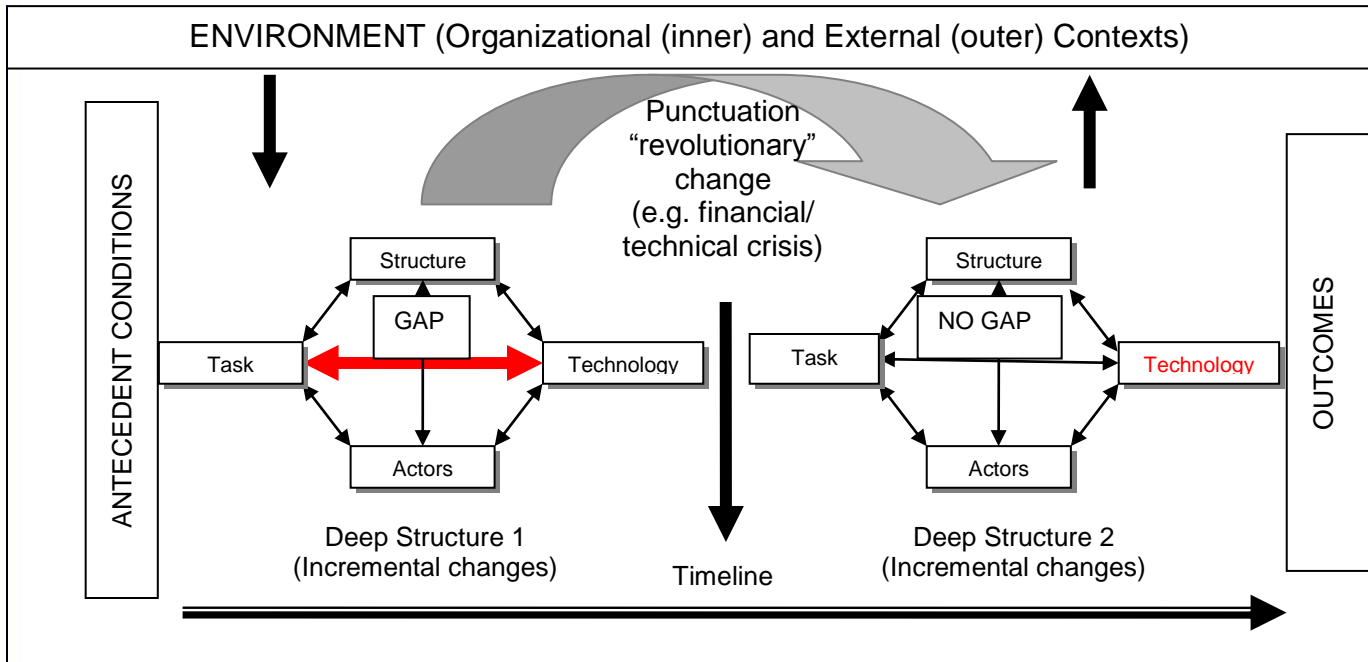 ENVIRONMENT (Organizational (inner) and External (outer) Contexts)
ANTECEDENT CONDITIONS
Punctuation
“revolutionary”
change
(e.g. financial/
technical crisis)
Structure
GAP
Task
Technology
Actors
Deep Structure 1
(Incremental changes)
Structure
NO GAP
Task
Technology
Actors
Deep Structure 2
(Incremental changes)
Timeline
OUTCOMES